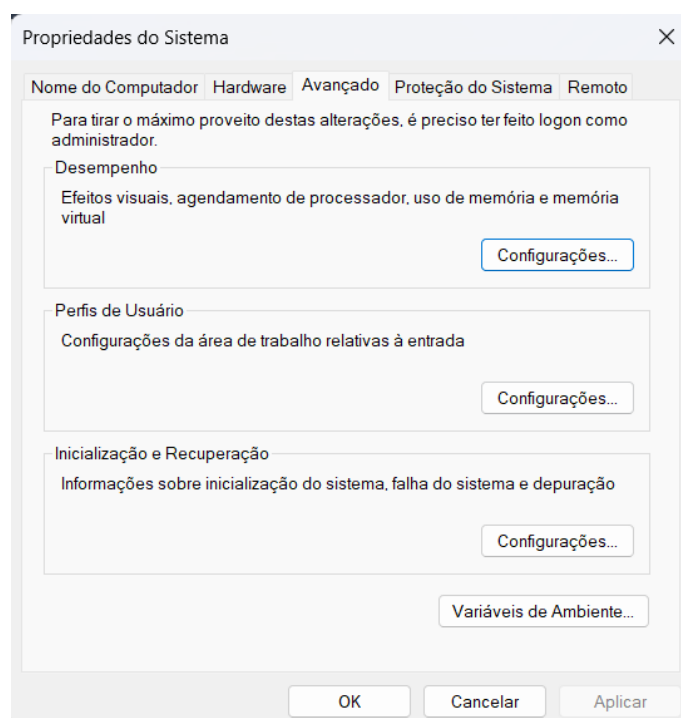 Propriedades do Sistema
Nome do Computador Hardware Avançado Proteção do Sistema Remoto
Para tirar o máximo proveito destas alterações, é preciso ter feito logon como
administrador.
Desempenho
Efeitos visuais, agendamento de processador, uso de memória e memória
virtual
Configurações...
Perfis de Usuário
Configurações da área de trabalho relativas à entrada
Configurações...
Inicialização e Recuperação
Informações sobre inicialização do sistema, falha do sistema e depuração
Configurações...
Variáveis de Ambiente...
OK Cancelar Aplicar